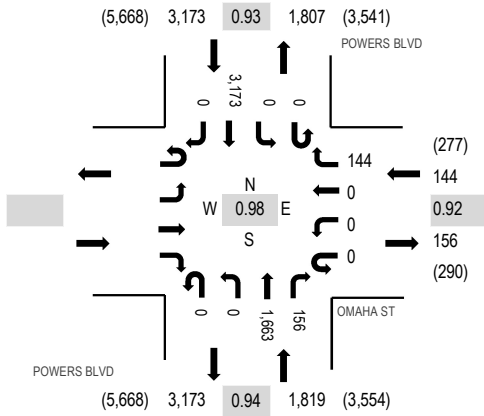 (5,668) 3,173 0.93 1,807 (3,541)
POWERS BLVD
0 3,173 0 0
(277)
144 144
N
0
W 0.98 E 0.92
0
S 156
0
(290)
0 0 1,663 156
OMAHA ST
POWERS BLVD
(5,668) 3,173 0.94 1,819 (3,554)